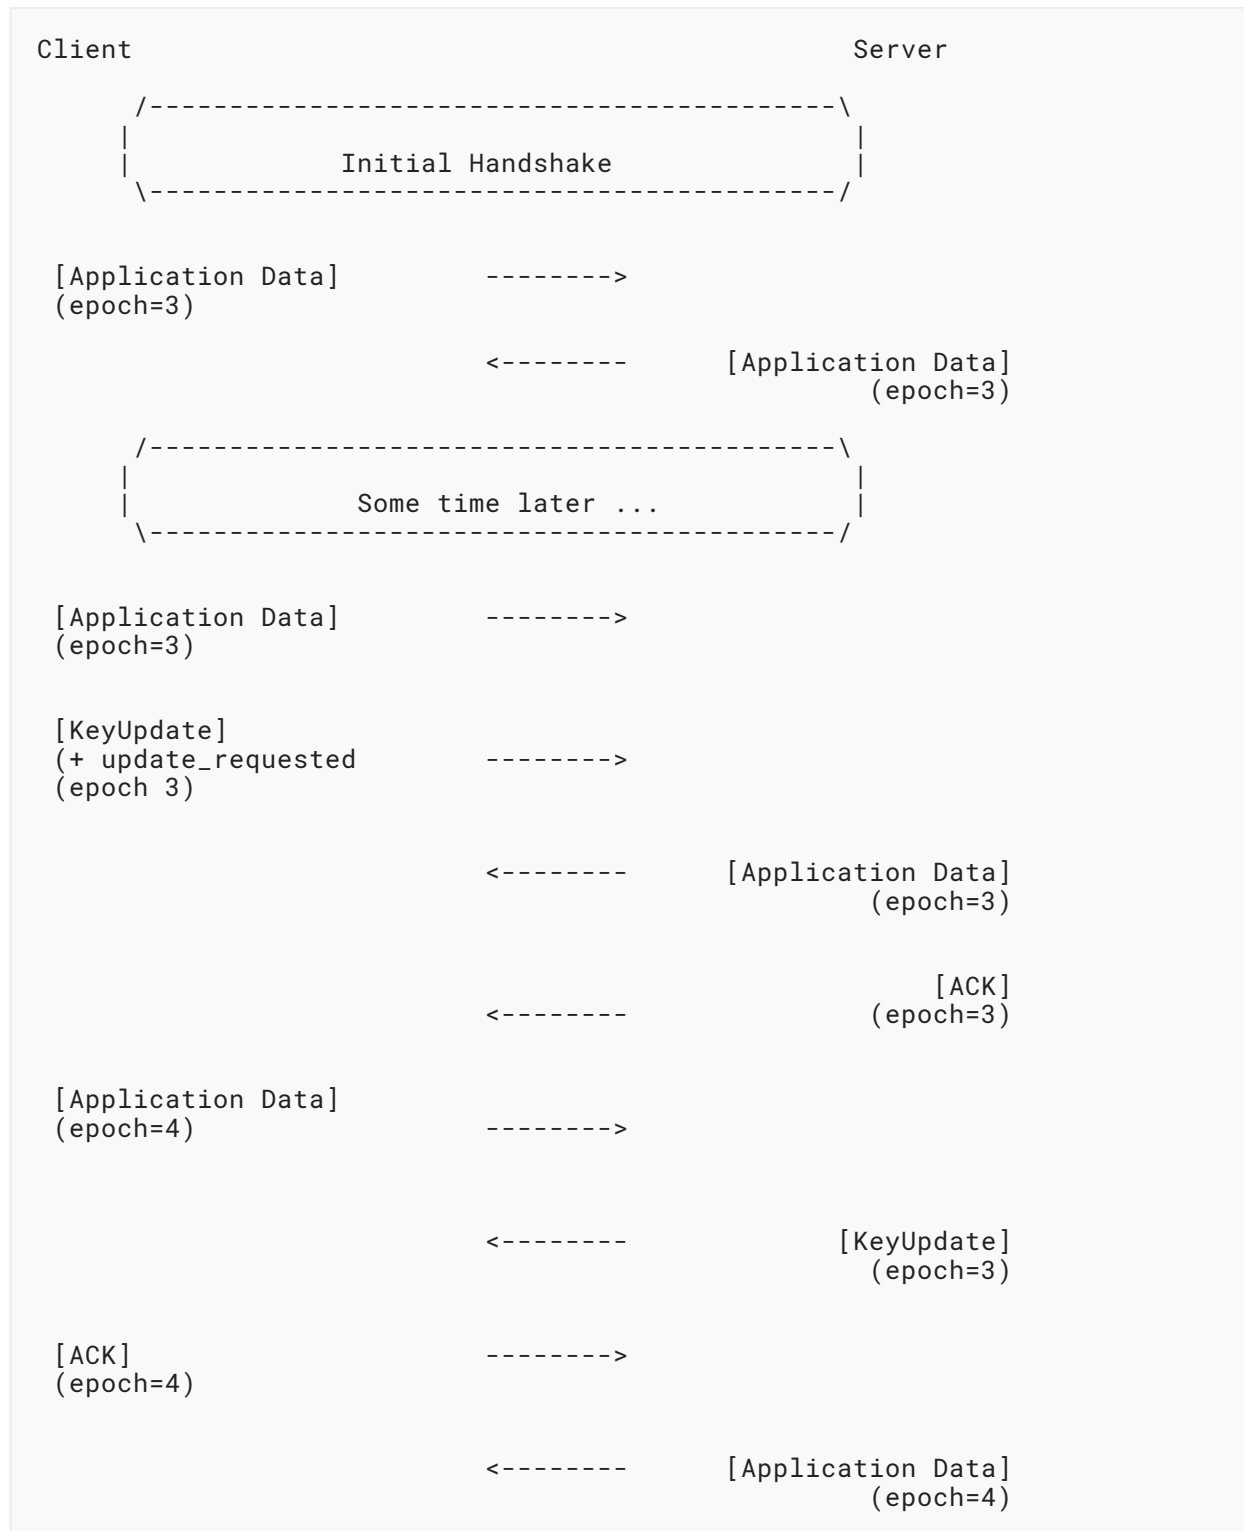 Client                                             Server
      /-------------------------------------------\
     |                                             |
     |             Initial Handshake               |
      \-------------------------------------------/
 [Application Data]         -------->
 (epoch=3)
                            <--------      [Application Data]
                                                    (epoch=3)
      /-------------------------------------------\
     |                                             |
     |              Some time later ...            |
      \-------------------------------------------/
 [Application Data]         -------->
 (epoch=3)
 [KeyUpdate]
 (+ update_requested        -------->
 (epoch 3)
                            <--------      [Application Data]
                                                    (epoch=3)
                                                        [ACK]
                            <--------               (epoch=3)
 [Application Data]
 (epoch=4)                  -------->
                            <--------             [KeyUpdate]
                                                    (epoch=3)
 [ACK]                      -------->
 (epoch=4)
                            <--------      [Application Data]
                                                    (epoch=4)